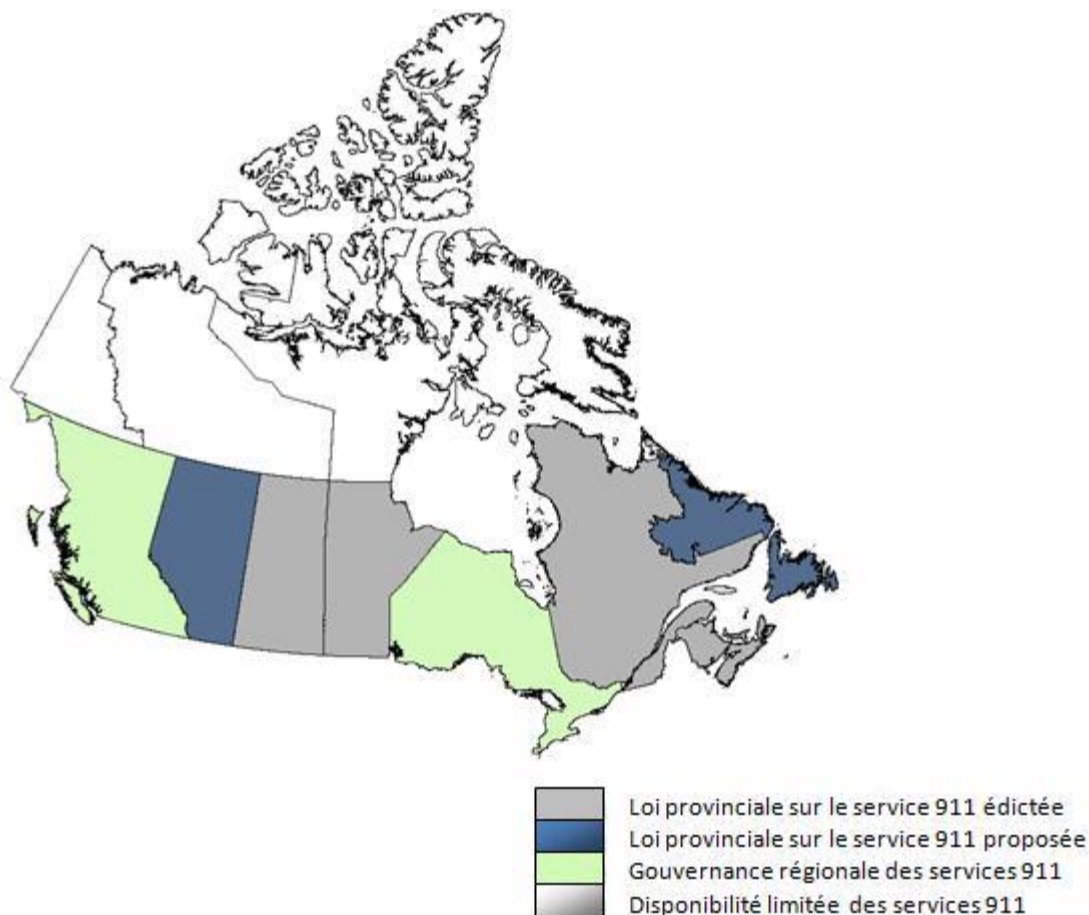 Loi provinciale sur le service 911 édictée
Loi provinciale sur le service 911 proposée
Gouvernance régionale des services 911
Disponibilité limitée des services 911